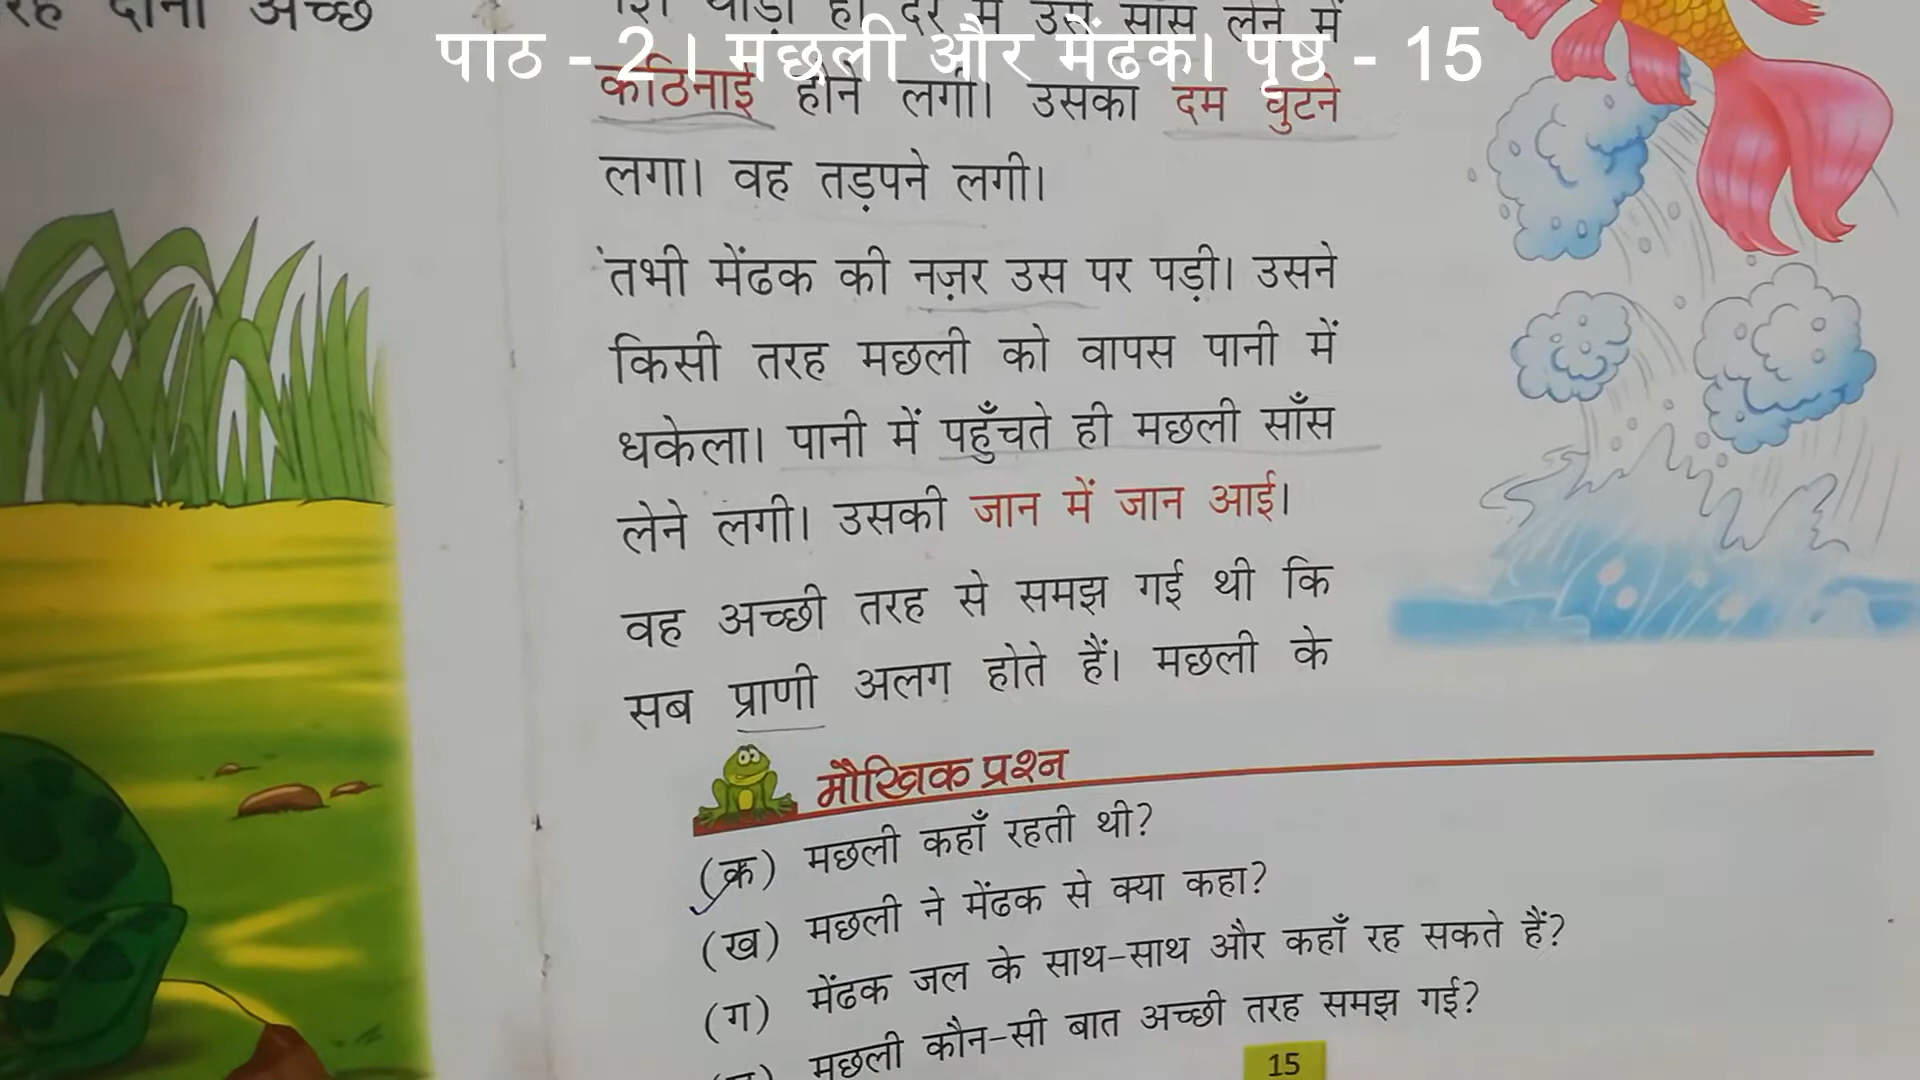 रह दोनों अच्छे
थोड़ी ही देर में उसे साँस लेने में
पाठ - 2। मछली और मेंढक। पृष्ठ - 15
कठिनाई होने लगी। उसका दम घुटने
लगा। वह तड़पने लगी।
तभी मेंढक की नज़र उस पर पड़ी। उसने
किसी तरह मछली को वापस पानी में
धकेला। पानी में पहुँचते ही मछली साँस
लेने लगी। उसकी जान में जान आई।
वह अच्छी तरह से समझ गई थी कि
सब प्राणी अलग होते हैं। मछली के
मौखिक प्रश्न
(क) मछली कहाँ रहती थी?
(ख) मछली ने मेंढक से क्या कहा?
(ग) मेंढक जल के साथ-साथ और कहाँ रह सकते हैं?
मछली कौन-सी बात अच्छी तरह समझ गई?
15